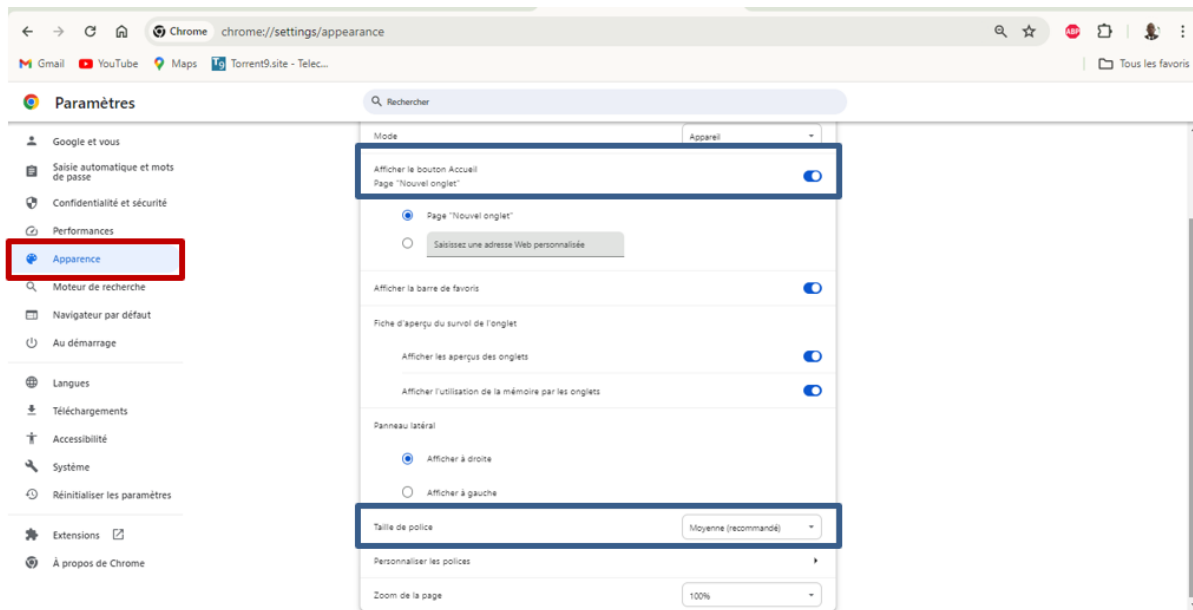 Chrome chrome://settings/appearance
ABP
Gmail YouTube Maps T9 Torrent9.site - Telec... Tous les favoris
Paramètres
Rechercher
Google et vous
Saisie automatique et mots
de passe
Confidentialité et sécurité
Performances
Apparence
Moteur de recherche
Navigateur par défaut
Au démarrage
Langues
Téléchargements
Accessibilité
Système
Réinitialiser les paramètres
Extensions
À propos de Chrome
Mode Appareil
Afficher le bouton Accueil
Page "Nouvel onglet"
Page "Nouvel onglet"
Saisissez une adresse Web personnalisée
Afficher la barre de favoris
Fiche d'aperçu du survol de l'onglet
Afficher les aperçus des onglets
Afficher l'utilisation de la mémoire par les onglets
Panneau latéral
Afficher à droite
Afficher à gauche
Taille de police Moyenne (recommandé)
Personnaliser les polices
Zoom de la page 100%